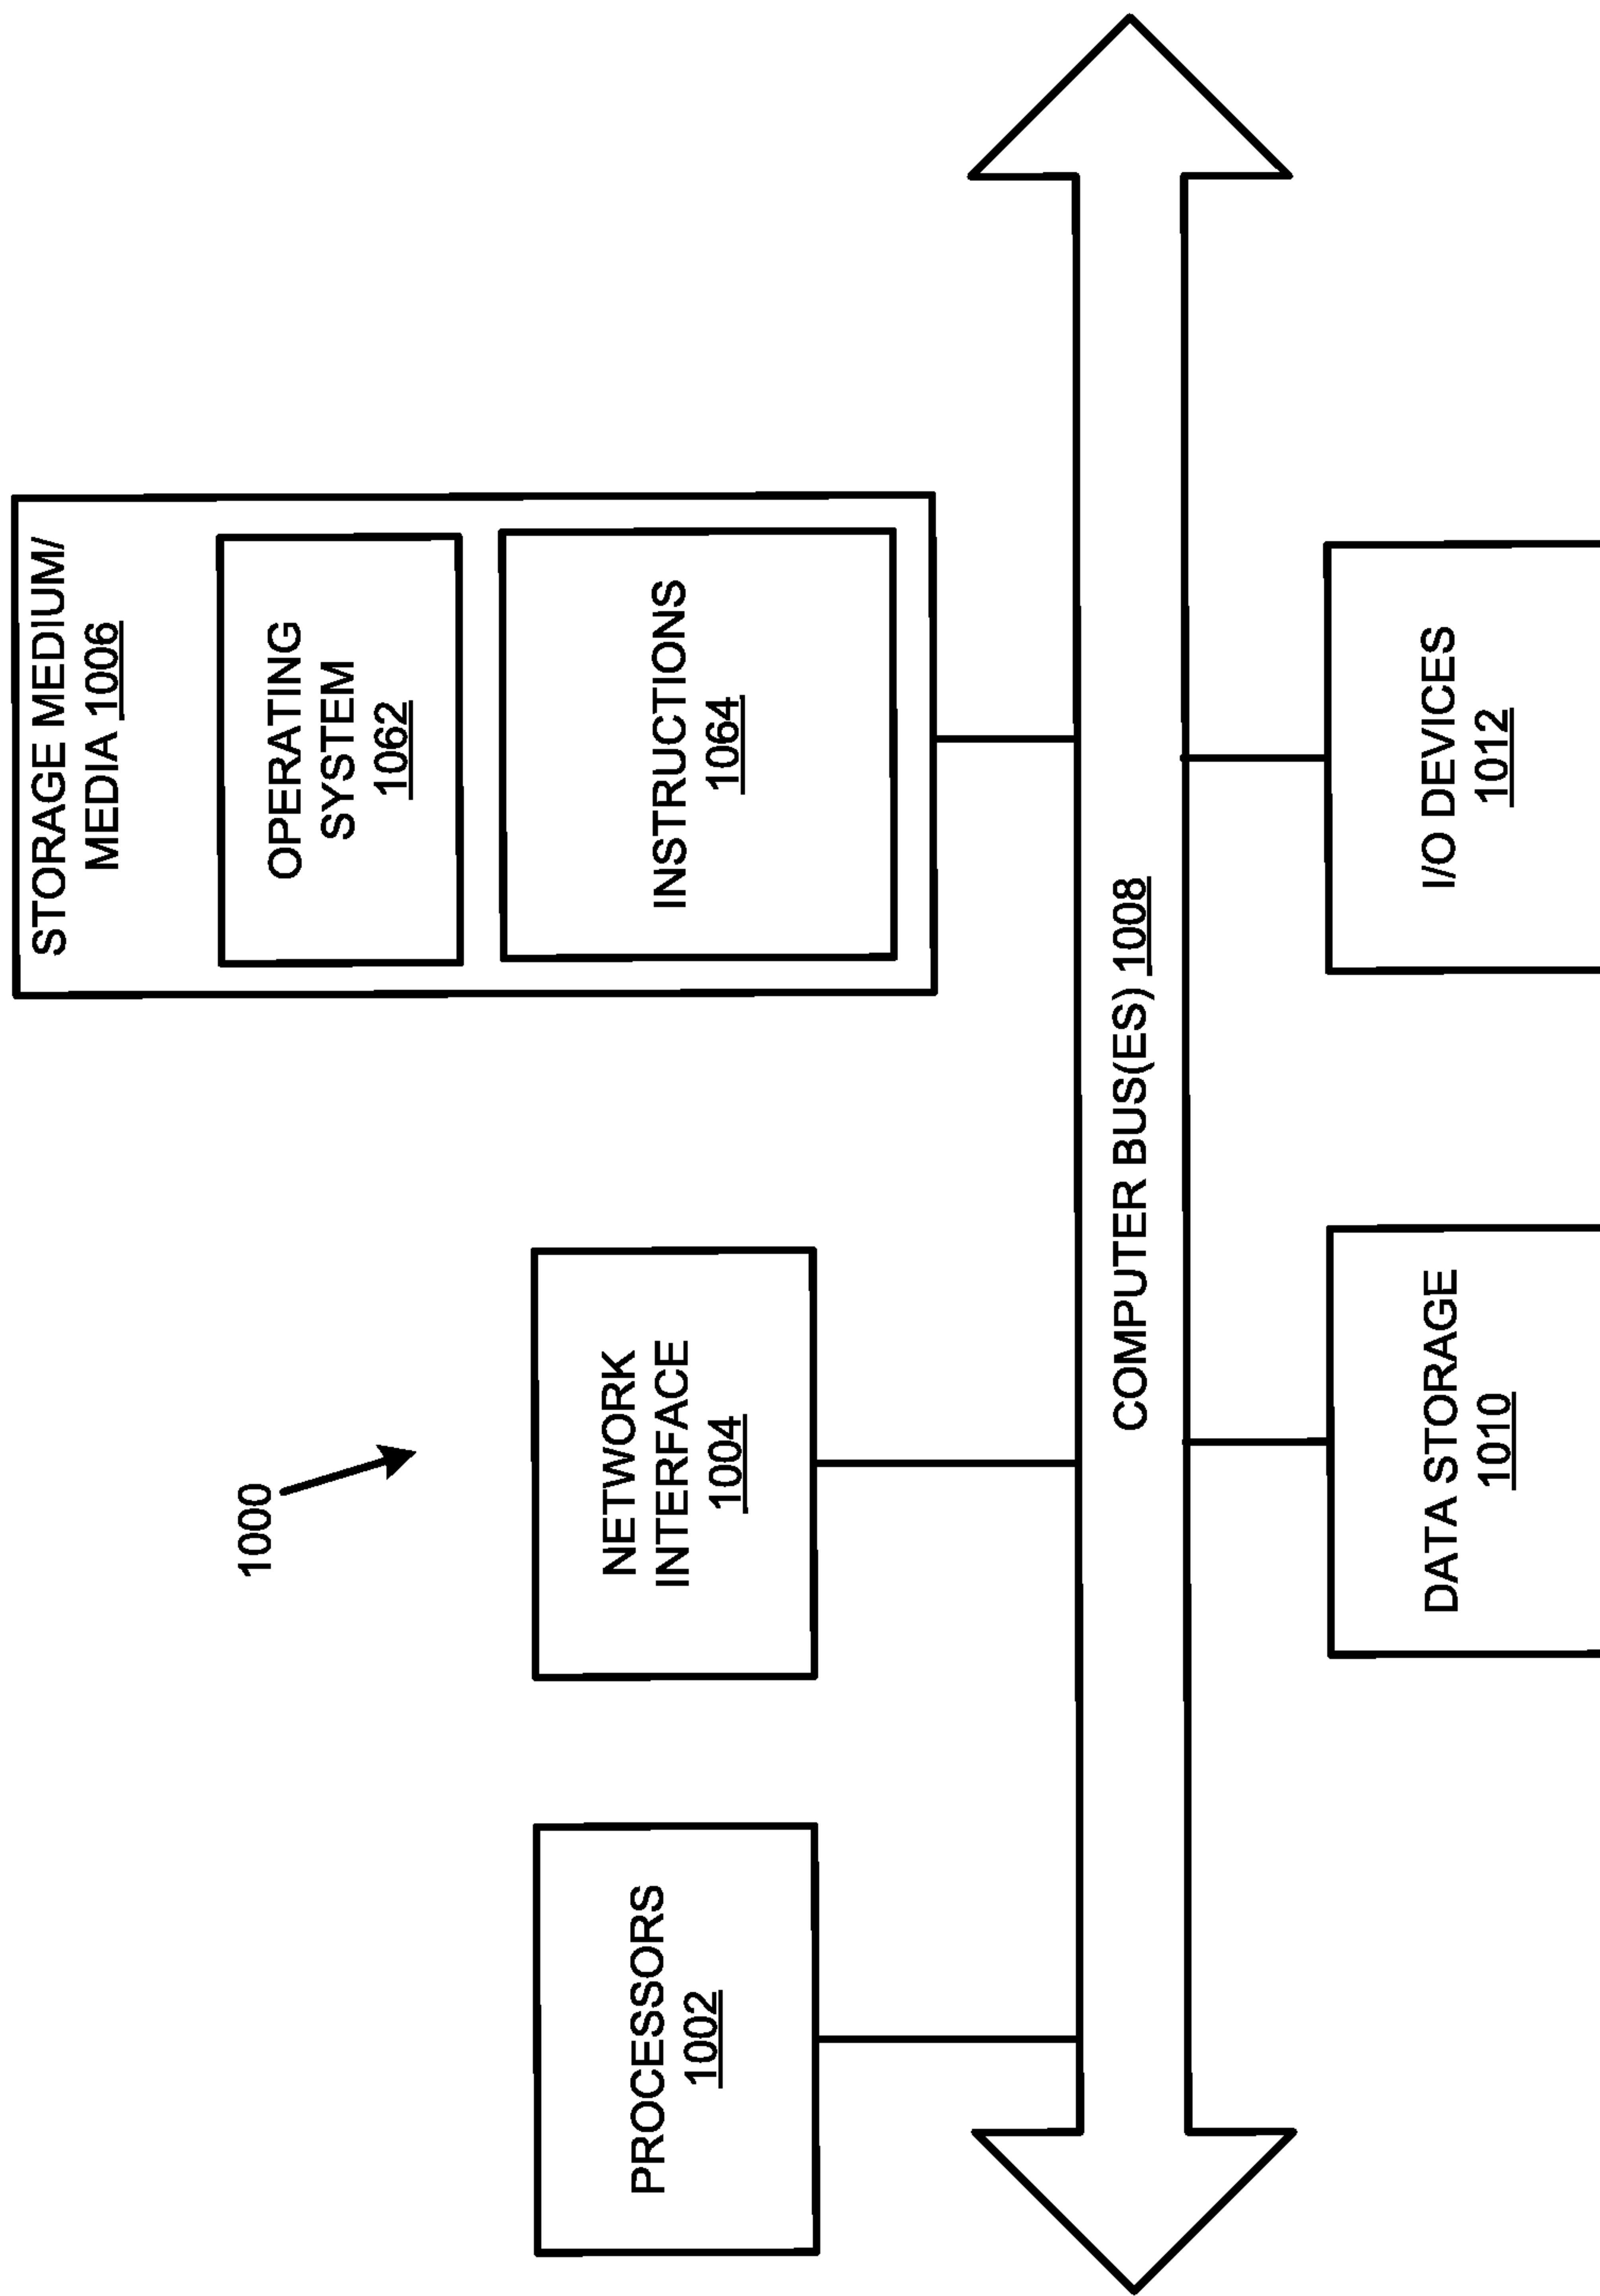 1000
STORAGE MEDIUM/
MEDIA 1006
OPERATING
SYSTEM
1062
INSTRUCTIONS
1064
PROCESSORS
1002
NETWORK
INTERFACE
1004
COMPUTER BUS(ES) 1008
DATA STORAGE
1010
I/O DEVICES
1012